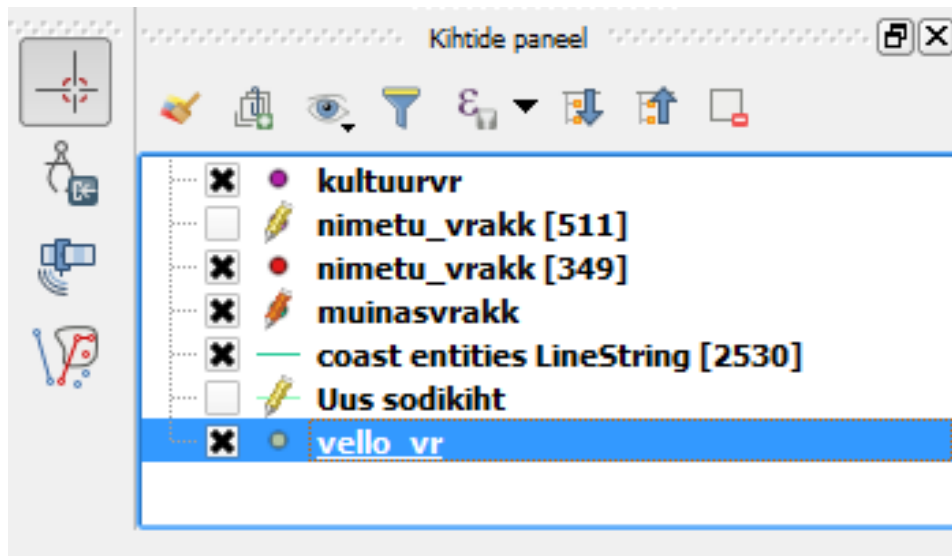 Kihtide paneel
kultuurvr
nimetu_vrakk [511]
nimetu_vrakk [349]
muinasvrakk
coast entities LineString [2530]
Uus sodikiht
vello_vr